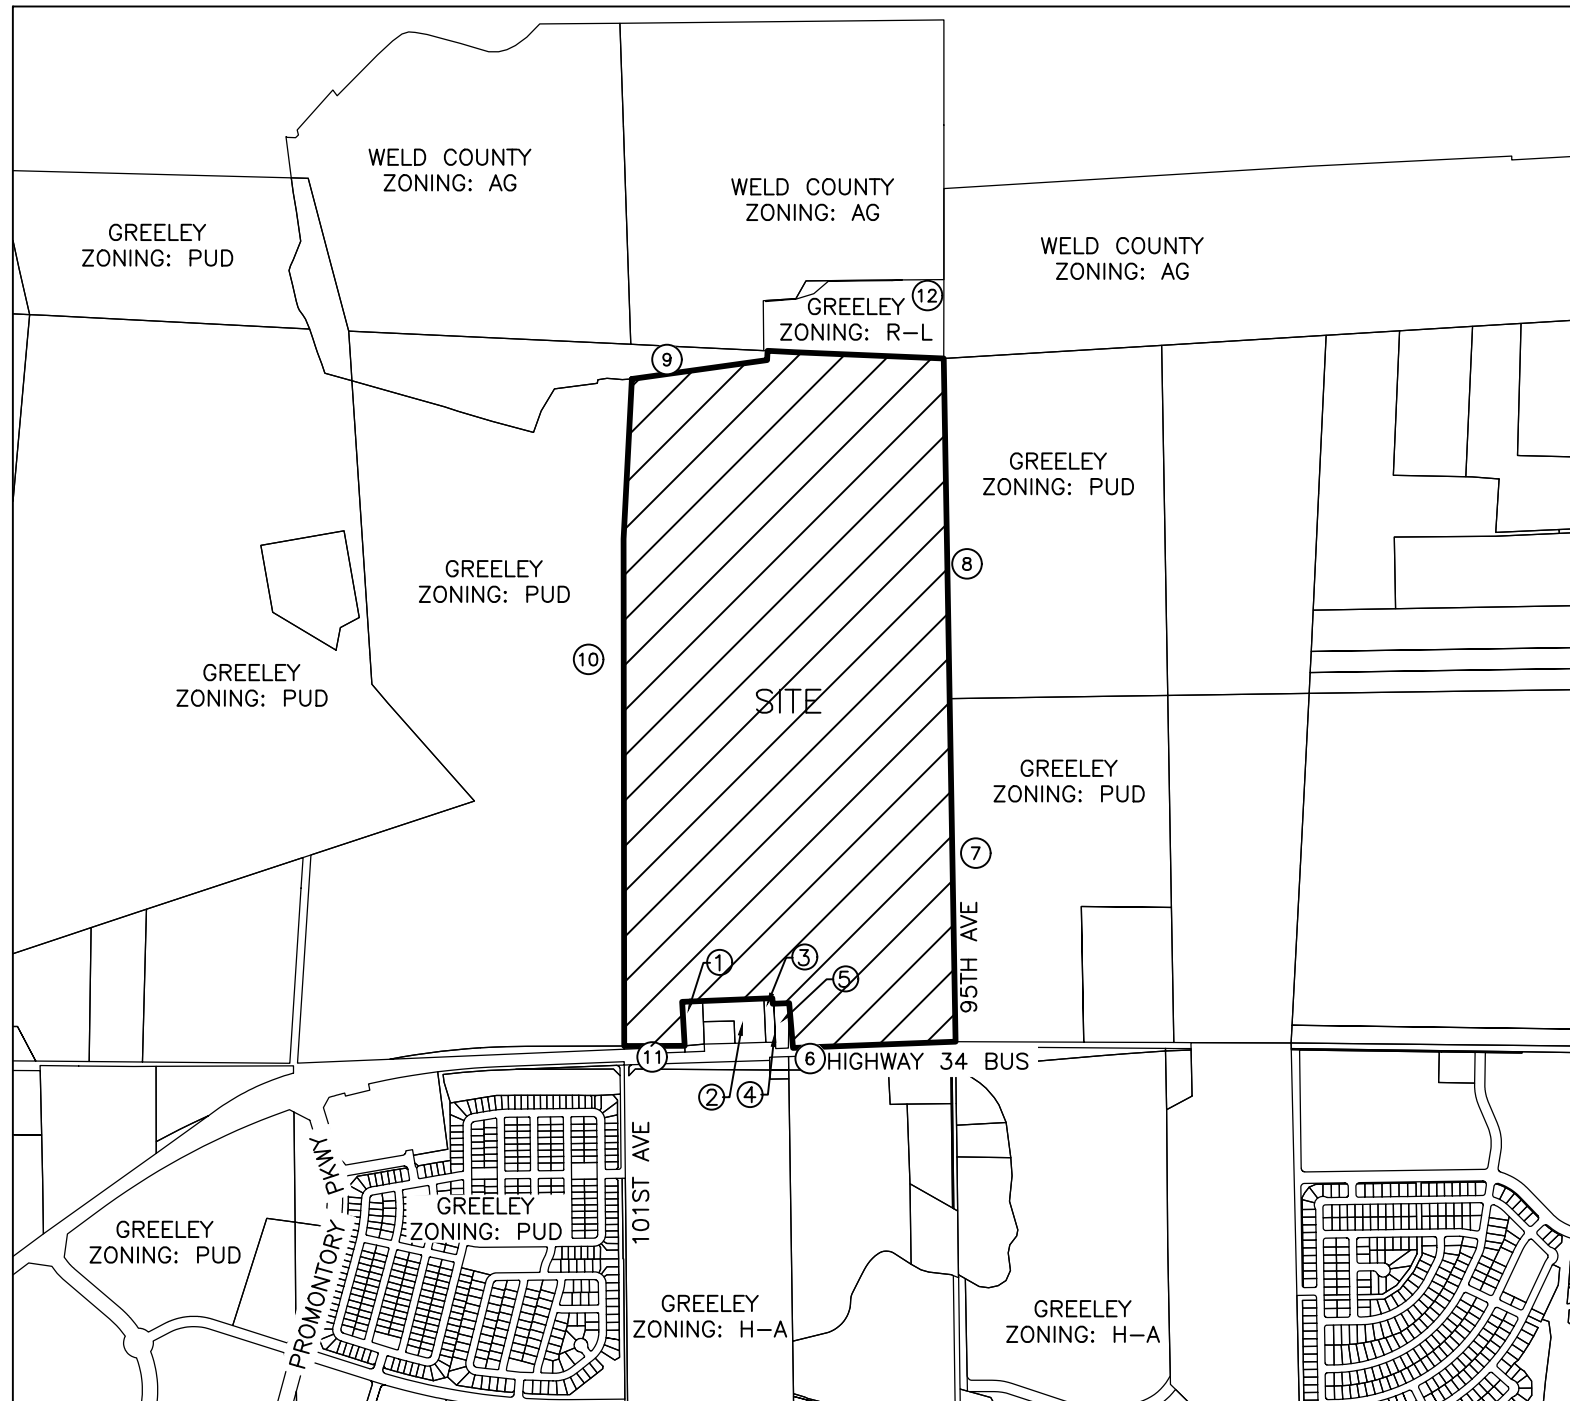 WELD COUNTY
ZONING: AG
WELD COUNTY
ZONING: AG
GREELEY
ZONING: PUD
WELD COUNTY
ZONING: AG
GREELEY
ZONING: R-L
12
9
GREELEY
ZONING: PUD
8
GREELEY
ZONING: PUD
10
GREELEY
ZONING: PUD
SITE
GREELEY
ZONING: PUD
7
95TH AVE
1
3
5
11
6
HIGHWAY 34 BUS
2
4
101ST AVE
PROMONTORY PKWY
GREELEY
ZONING: PUD
GREELEY
ZONING: PUD
GREELEY
ZONING: H-A
GREELEY
ZONING: H-A